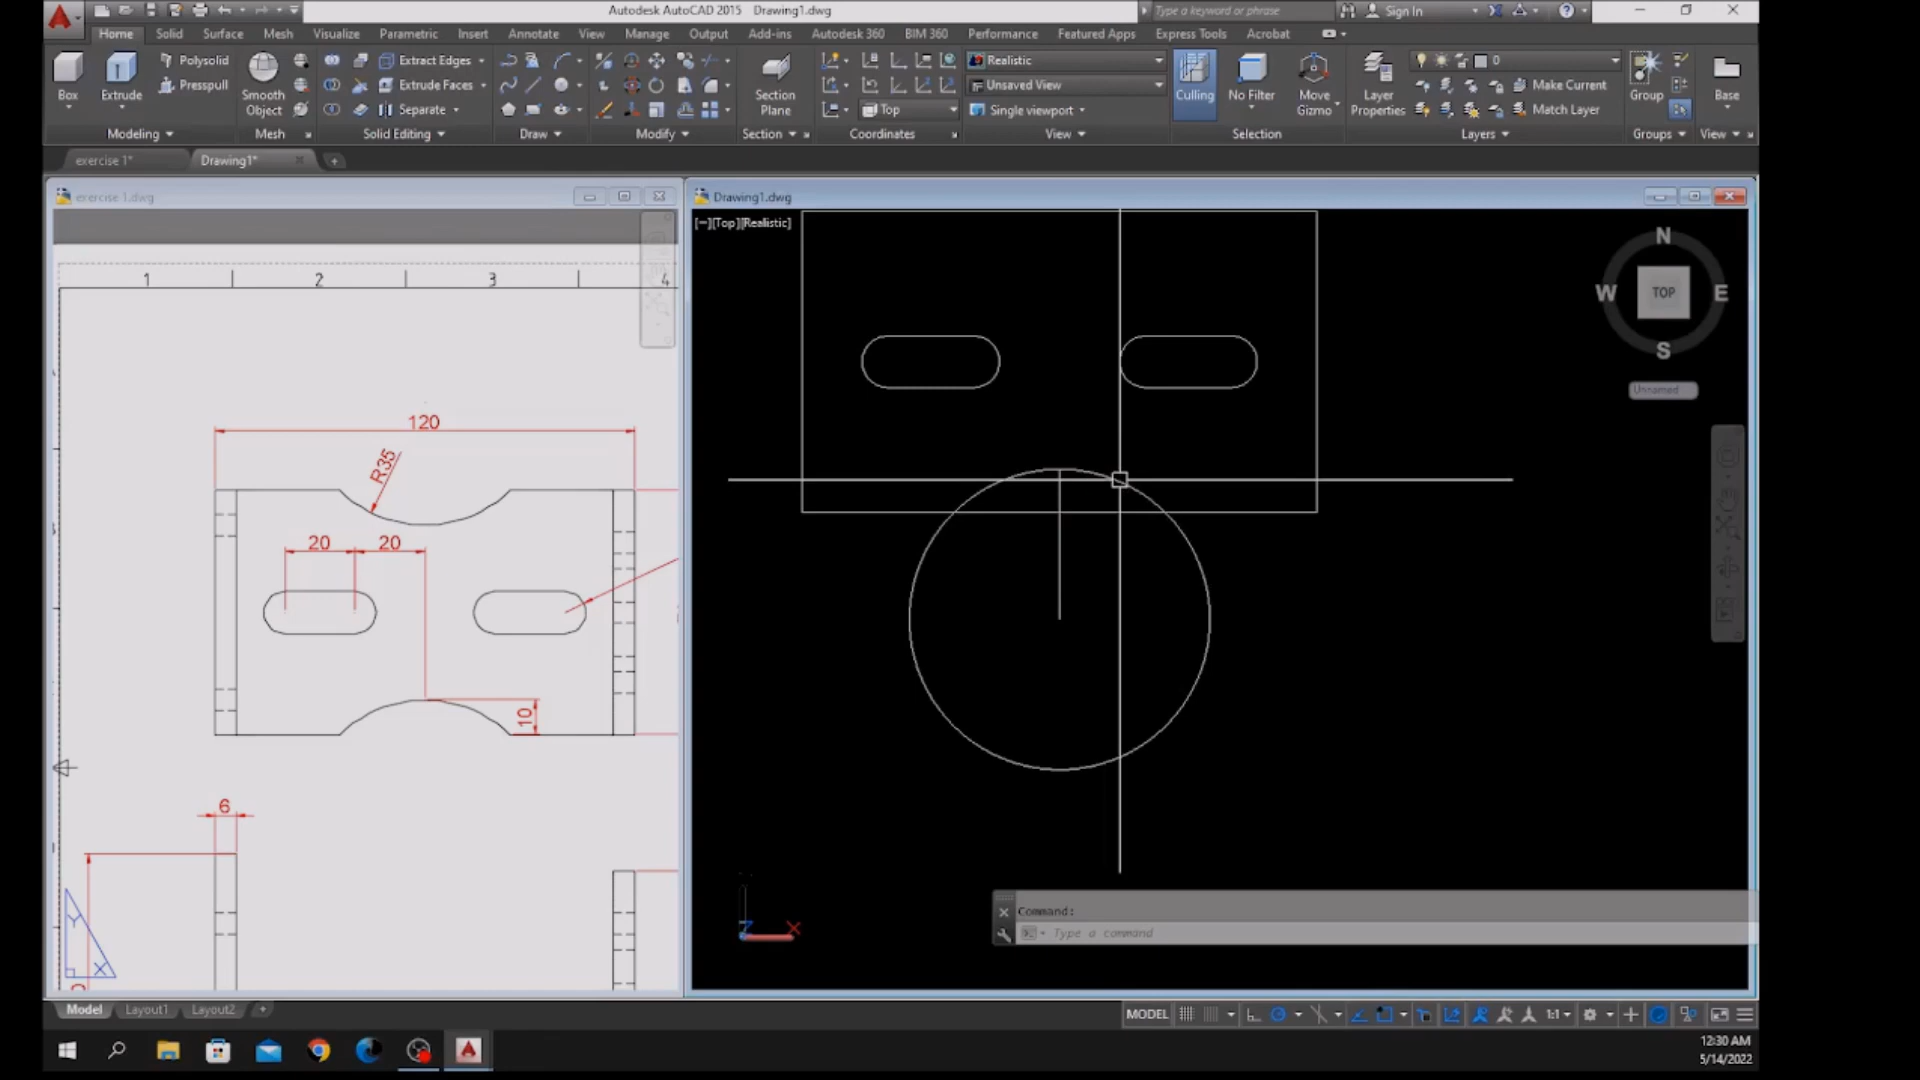 Autodesk AutoCAD 2015 Drawing1.dwg
Type a keyword or phrase
Sign In
Home Solid Surface Mesh Visualize Parametric Insert Annotate View Manage Output Add-ins Autodesk 360 BIM 360 Performance Featured Apps Express Tools Acrobat
Polysolid
Extract Edges
Realistic
0
Presspull
Extrude Faces
Unsaved View
Make Current
Box
Extrude
Smooth Object
Separate
Section Plane
Top
Single viewport
Culling
No Filter
Move Gizmo
Layer Properties
Match Layer
Group
Base
Modeling Mesh Solid Editing Draw Modify Section Coordinates View Selection Layers Groups View
exercise 1* Drawing1*
exercise 1.dwg
Drawing1.dwg
[−][Top][Realistic]
1 2 3 4
120
R35
20 20
10
6
Y
X
N
W TOP E
S
Unnamed
Z X
Command:
Type a command
Model Layout1 Layout2
MODEL
1:1
12:30 AM
5/14/2022